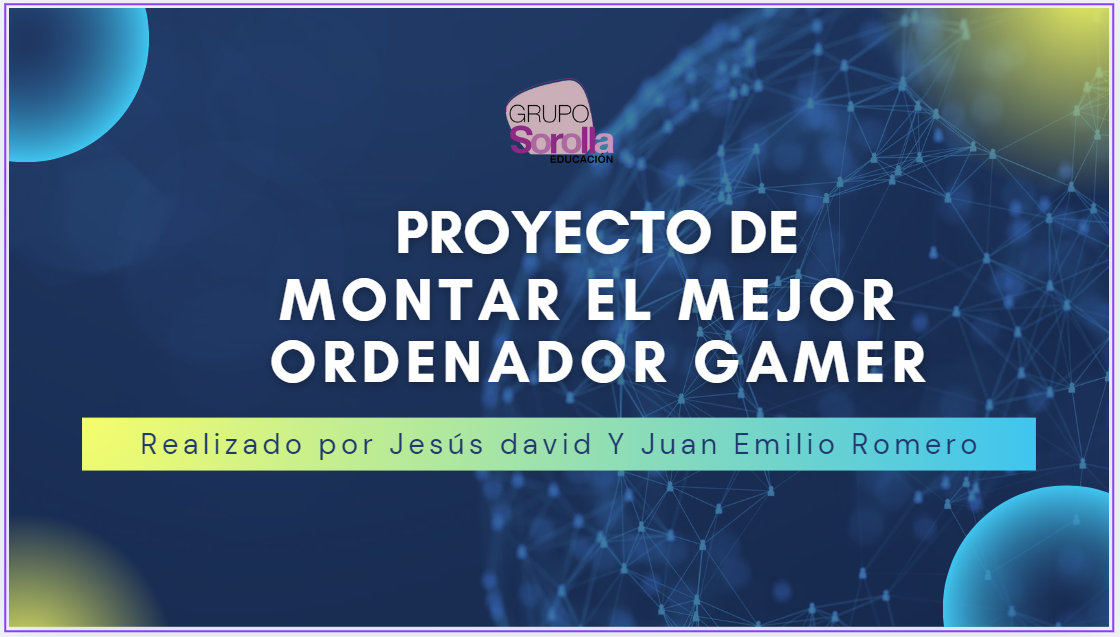 GRUPO
Sorolla
EDUCACIÓN
PROYECTO DE
MONTAR EL MEJOR
ORDENADOR GAMER
Realizado por Jesús david Y Juan Emilio Romero